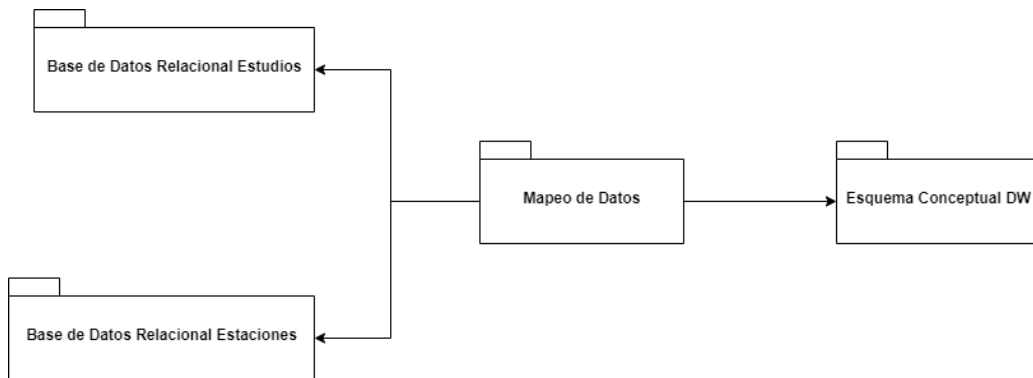 Base de Datos Relacional Estudios
Mapeo de Datos
Esquema Conceptual DW
Base de Datos Relacional Estaciones